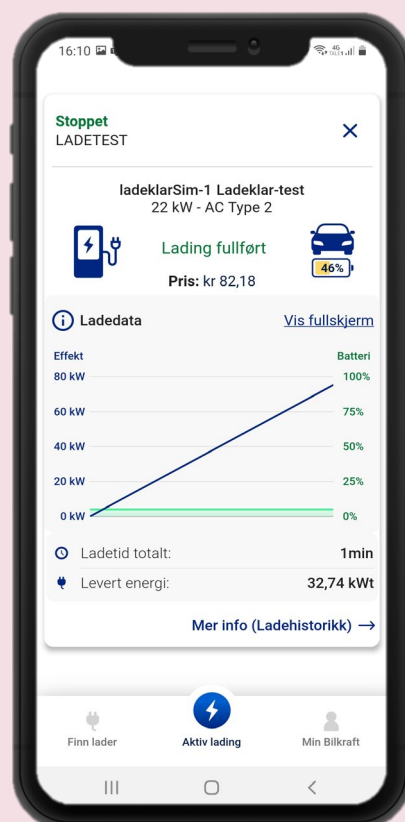 16:10
4G
Stoppet
LADETEST
ladeklarSim-1 Ladeklar-test
22 kW - AC Type 2
Lading fullført
46%
Pris: kr 82,18
Ladedata
Vis fullskjerm
Effekt
Batteri
80 kW
100%
60 kW
75%
40 kW
50%
20 kW
25%
0 kW
0%
Ladetid totalt:
1min
Levert energi:
32,74 kWt
Mer info (Ladehistorikk) →
Finn lader
Aktiv lading
Min Bilkraft